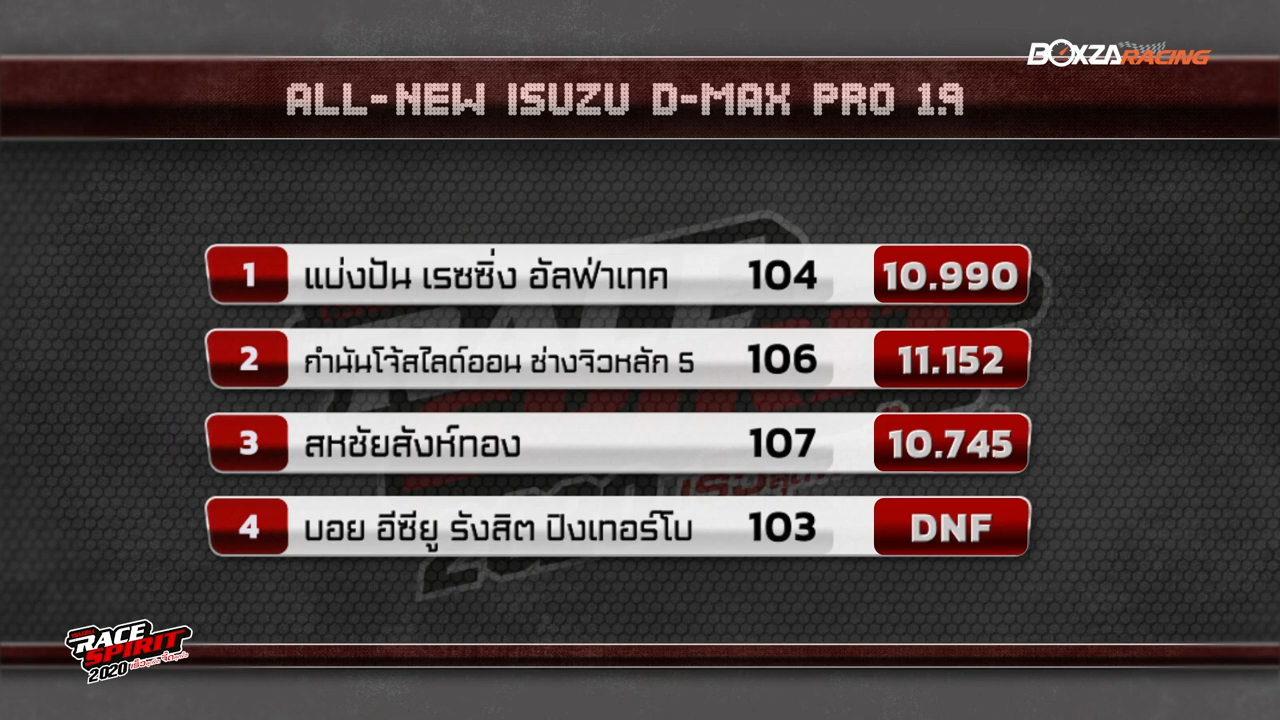 BOXZA RACING
ALL-NEW ISUZU D-MAX PRO 1.9
1 แบ่งปัน เรซซิ่ง อัลฟ่าเทค 104 10.990
2 กำนันโจ้สไลด์ออน ช่างจิวหลัก 5 106 11.152
3 สหชัยสังห์ทอง 107 10.745
4 บอย อีซียู รังสิต ปิงเทอร์โบ 103 DNF
ISUZU
RACE
SPIRIT
2020